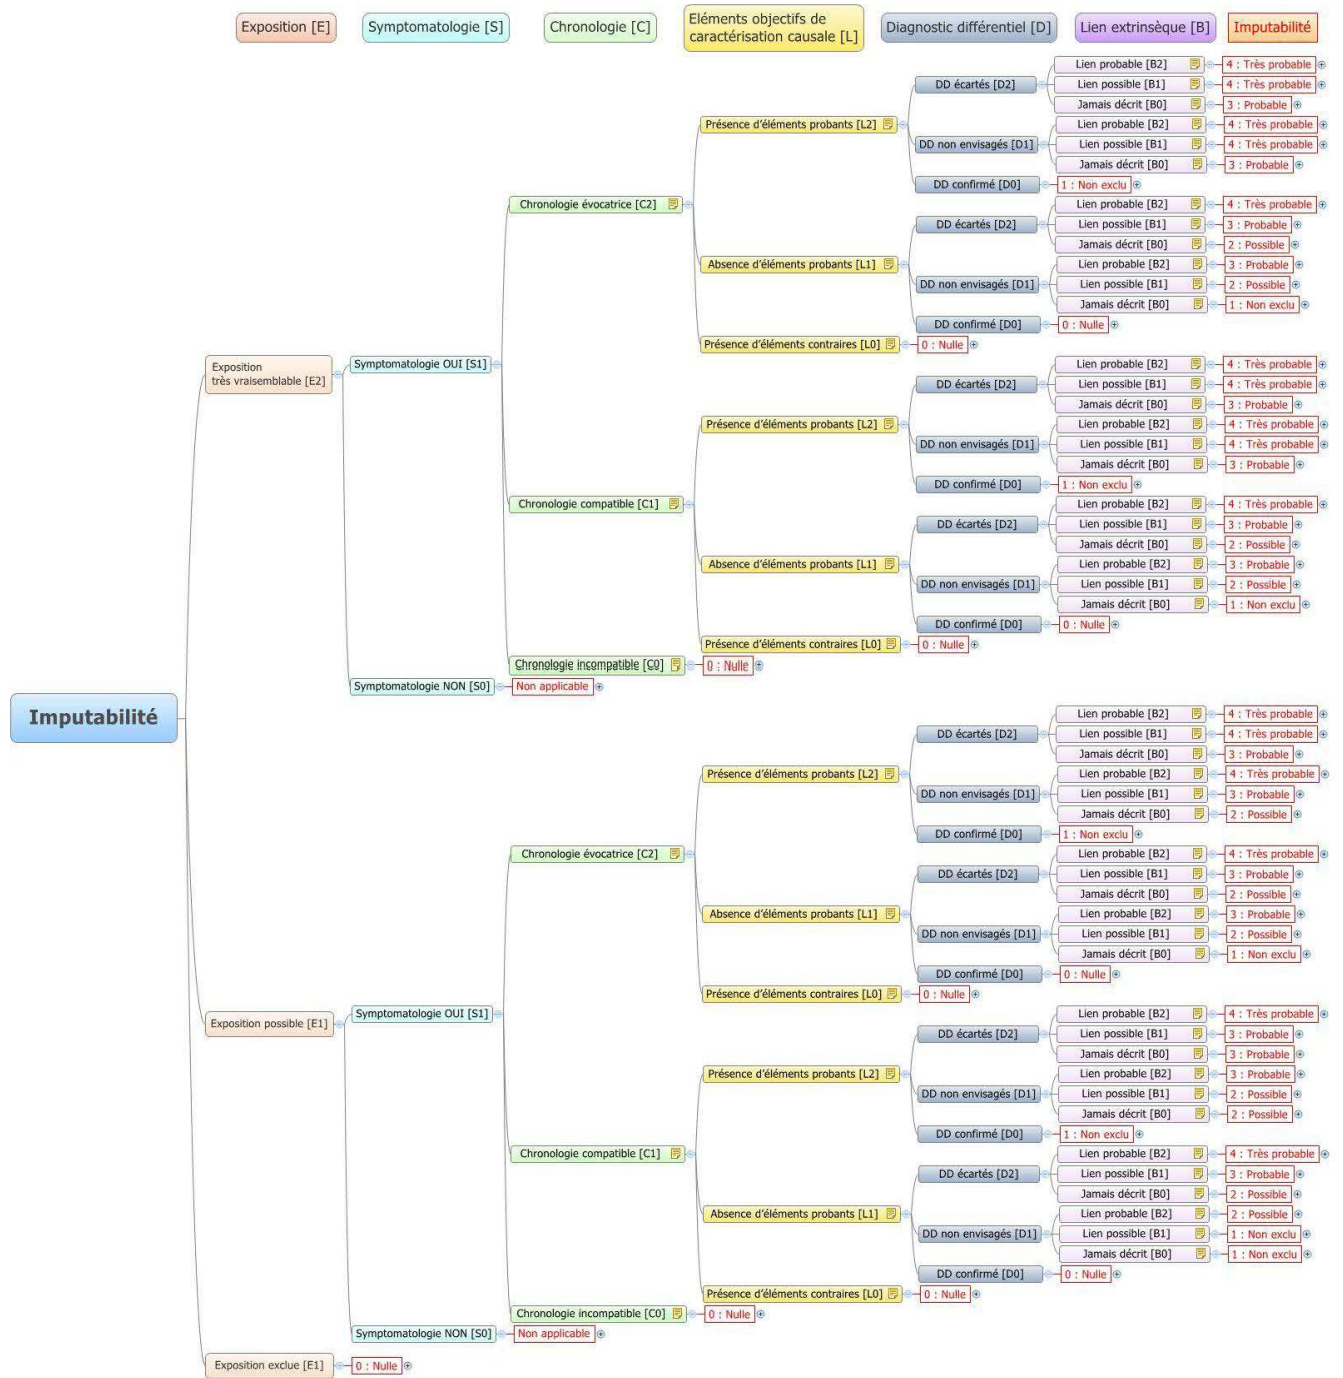 Exposition [E]
Symptomatologie [S]
Chronologie [C]
Eléments objectifs de
caractérisation causale [L]
Diagnostic différentiel [D]
Lien extrinsèque [B]
Imputabilité
Imputabilité
Exposition
très vraisemblable [E2]
Symptomatologie OUI [S1]
Chronologie évocatrice [C2]
Présence d'éléments probants [L2]
DD écartés [D2]
Lien probable [B2]
4 : Très probable
Lien possible [B1]
4 : Très probable
Jamais décrit [B0]
3 : Probable
DD non envisagés [D1]
Lien probable [B2]
4 : Très probable
Lien possible [B1]
4 : Très probable
Jamais décrit [B0]
3 : Probable
DD confirmé [D0]
1 : Non exclu
Absence d'éléments probants [L1]
DD écartés [D2]
Lien probable [B2]
4 : Très probable
Lien possible [B1]
3 : Probable
Jamais décrit [B0]
2 : Possible
DD non envisagés [D1]
Lien probable [B2]
3 : Probable
Lien possible [B1]
2 : Possible
Jamais décrit [B0]
1 : Non exclu
DD confirmé [D0]
0 : Nulle
Présence d'éléments contraires [L0]
0 : Nulle
Chronologie compatible [C1]
Présence d'éléments probants [L2]
DD écartés [D2]
Lien probable [B2]
4 : Très probable
Lien possible [B1]
4 : Très probable
Jamais décrit [B0]
3 : Probable
DD non envisagés [D1]
Lien probable [B2]
4 : Très probable
Lien possible [B1]
4 : Très probable
Jamais décrit [B0]
3 : Probable
DD confirmé [D0]
1 : Non exclu
Absence d'éléments probants [L1]
DD écartés [D2]
Lien probable [B2]
4 : Très probable
Lien possible [B1]
3 : Probable
Jamais décrit [B0]
2 : Possible
DD non envisagés [D1]
Lien probable [B2]
3 : Probable
Lien possible [B1]
2 : Possible
Jamais décrit [B0]
1 : Non exclu
DD confirmé [D0]
0 : Nulle
Présence d'éléments contraires [L0]
0 : Nulle
Chronologie incompatible [C0]
0 : Nulle
Symptomatologie NON [S0]
Non applicable
Exposition possible [E1]
Symptomatologie OUI [S1]
Chronologie évocatrice [C2]
Présence d'éléments probants [L2]
DD écartés [D2]
Lien probable [B2]
4 : Très probable
Lien possible [B1]
4 : Très probable
Jamais décrit [B0]
3 : Probable
DD non envisagés [D1]
Lien probable [B2]
4 : Très probable
Lien possible [B1]
3 : Probable
Jamais décrit [B0]
2 : Possible
DD confirmé [D0]
1 : Non exclu
Absence d'éléments probants [L1]
DD écartés [D2]
Lien probable [B2]
4 : Très probable
Lien possible [B1]
3 : Probable
Jamais décrit [B0]
2 : Possible
DD non envisagés [D1]
Lien probable [B2]
3 : Probable
Lien possible [B1]
2 : Possible
Jamais décrit [B0]
1 : Non exclu
DD confirmé [D0]
0 : Nulle
Présence d'éléments contraires [L0]
0 : Nulle
Chronologie compatible [C1]
Présence d'éléments probants [L2]
DD écartés [D2]
Lien probable [B2]
4 : Très probable
Lien possible [B1]
3 : Probable
Jamais décrit [B0]
3 : Probable
DD non envisagés [D1]
Lien probable [B2]
3 : Probable
Lien possible [B1]
2 : Possible
Jamais décrit [B0]
2 : Possible
DD confirmé [D0]
1 : Non exclu
Absence d'éléments probants [L1]
DD écartés [D2]
Lien probable [B2]
4 : Très probable
Lien possible [B1]
3 : Probable
Jamais décrit [B0]
2 : Possible
DD non envisagés [D1]
Lien probable [B2]
2 : Possible
Lien possible [B1]
1 : Non exclu
Jamais décrit [B0]
1 : Non exclu
DD confirmé [D0]
0 : Nulle
Présence d'éléments contraires [L0]
0 : Nulle
Chronologie incompatible [C0]
0 : Nulle
Symptomatologie NON [S0]
Non applicable
Exposition exclue [E1]
0 : Nulle